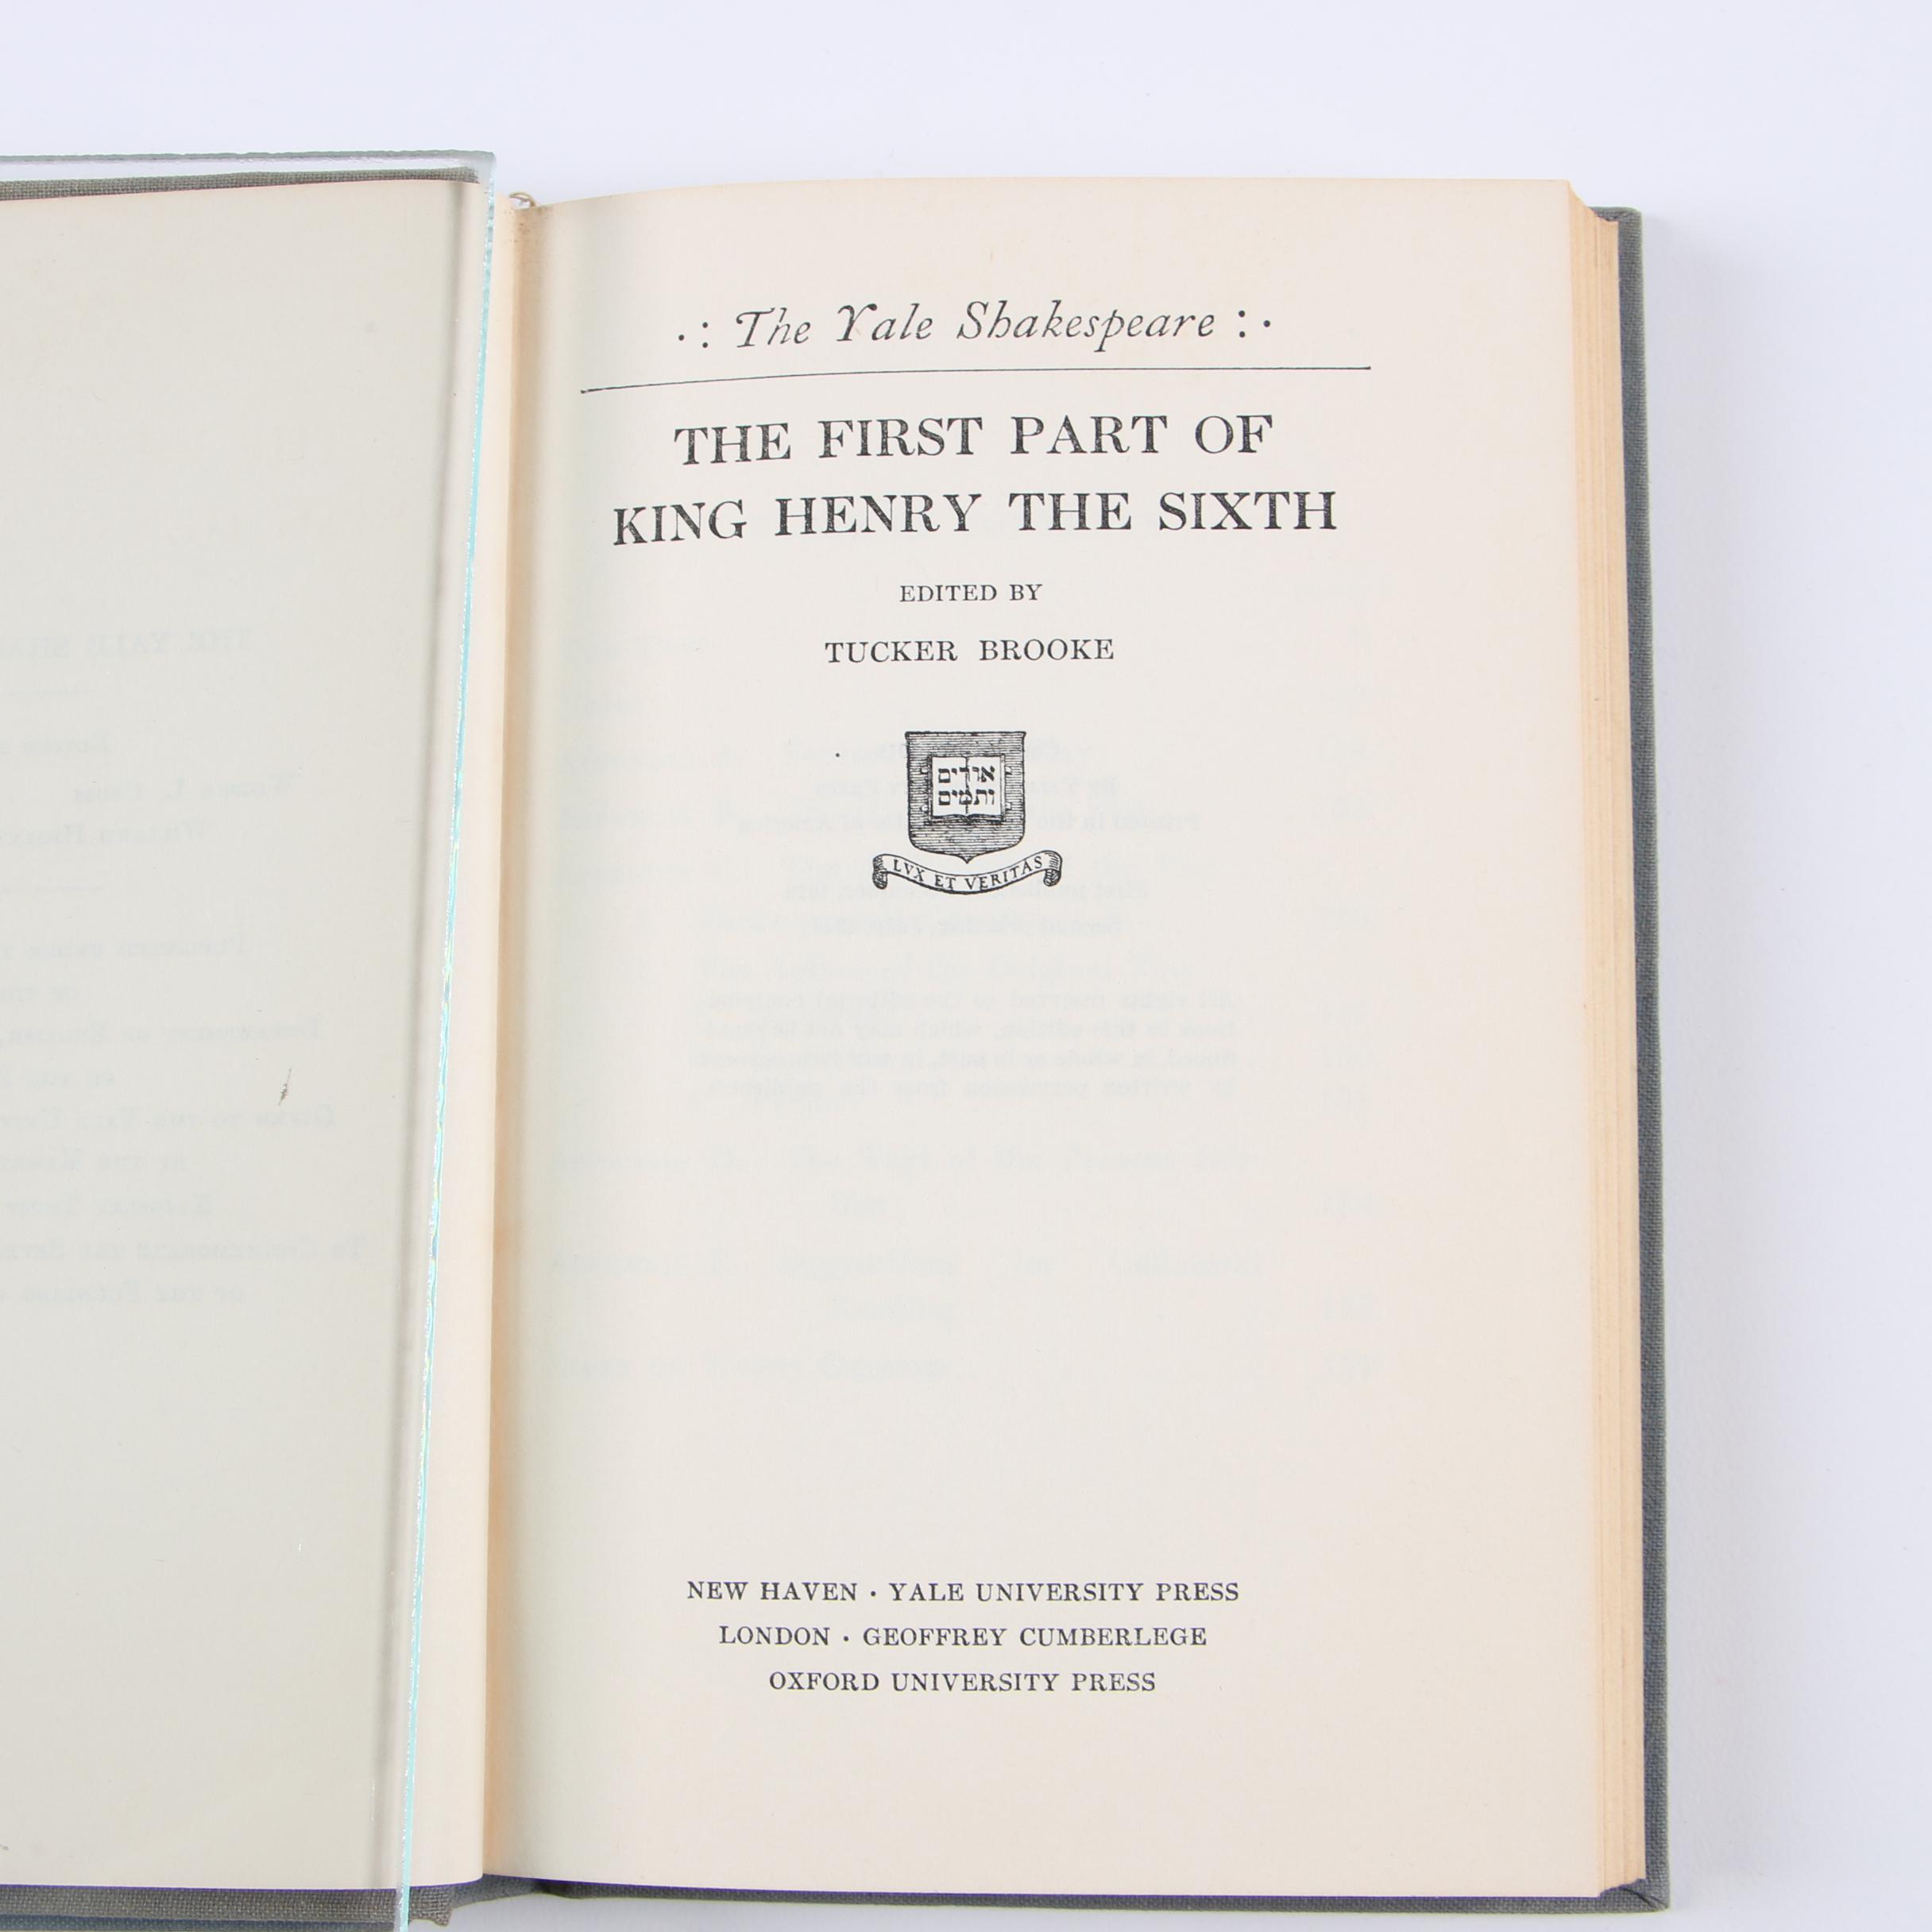 .: The Yale Shakespeare :.
THE FIRST PART OF
KING HENRY THE SIXTH
EDITED BY
TUCKER BROOKE
אורים
ותמים
LVX ET VERITAS
NEW HAVEN · YALE UNIVERSITY PRESS
LONDON · GEOFFREY CUMBERLEGE
OXFORD UNIVERSITY PRESS